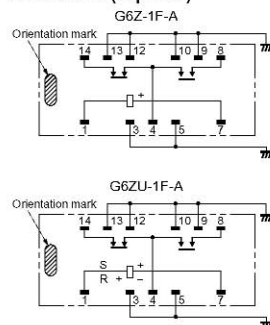 G6Z-1F-A
Orientation mark
14 13 12 10 9 8
+
1 3 4 5 7
G6ZU-1F-A
Orientation mark
14 13 12 10 9 8
S +
R + −
1 3 4 5 7